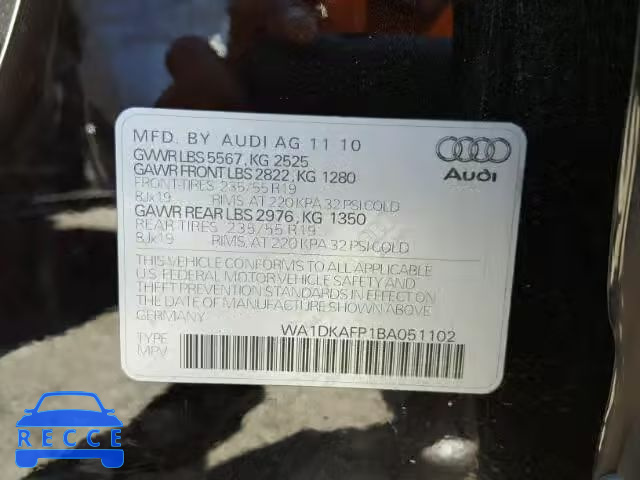 MFD. BY AUDI AG 11 10
GVWR LBS 5567, KG 2525
GAWR FRONT LBS 2822, KG 1280
FRONT-TIRES 235/55 R19
8Jx19 RIMS, AT 220 KPA 32 PSI COLD
GAWR REAR LBS 2976, KG 1350
REAR TIRES 235/55 R19
8Jx19 RIMS, AT 220 KPA 32 PSI COLD
Audi
THIS VEHICLE CONFORMS TO ALL APPLICABLE
U.S. FEDERAL MOTOR VEHICLE SAFETY AND
THEFT PREVENTION STANDARDS IN EFFECT ON
THE DATE OF MANUFACTURE SHOWN ABOVE
GERMANY
WA1DKAFP1BA051102
TYPE
MPV
RECCE